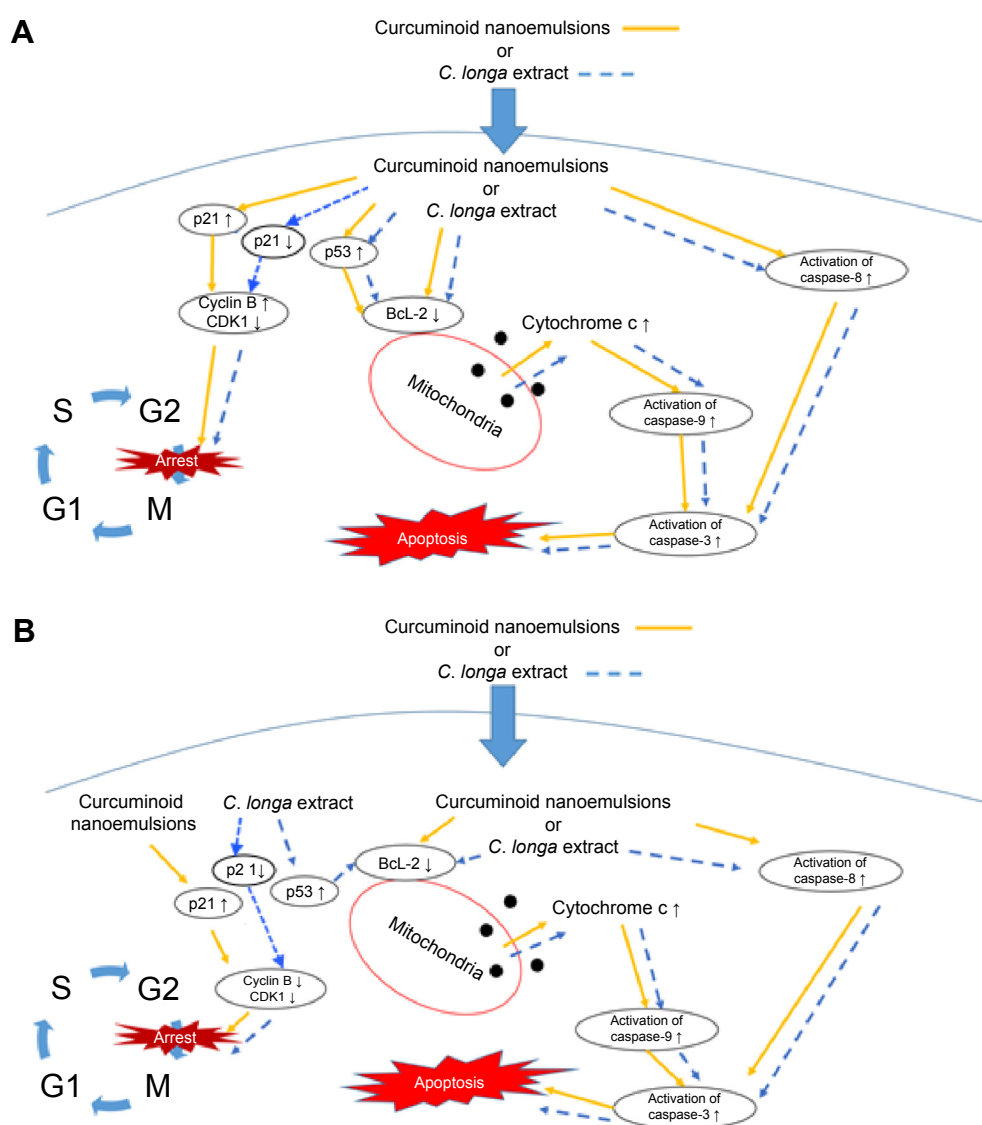 A
Curcuminoid nanoemulsions
or
C. longa extract
Curcuminoid nanoemulsions
or
C. longa extract
p21 ↑
p21 ↓
p53 ↑
Activation of
caspase-8 ↑
Cyclin B ↑
CDK1 ↓
BcL-2 ↓
Cytochrome c ↑
Mitochondria
S
G2
Activation of
caspase-9 ↑
Arrest
G1
M
Apoptosis
Activation of
caspase-3 ↑
B
Curcuminoid nanoemulsions
or
C. longa extract
Curcuminoid
nanoemulsions
C. longa extract
Curcuminoid nanoemulsions
or
C. longa extract
p2 1↓
BcL-2 ↓
Activation of
caspase-8 ↑
p21 ↑
p53 ↑
Cytochrome c ↑
Mitochondria
S
G2
Cyclin B ↓
CDK1 ↓
Arrest
Activation of
caspase-9 ↑
G1
M
Apoptosis
Activation of
caspase-3 ↑